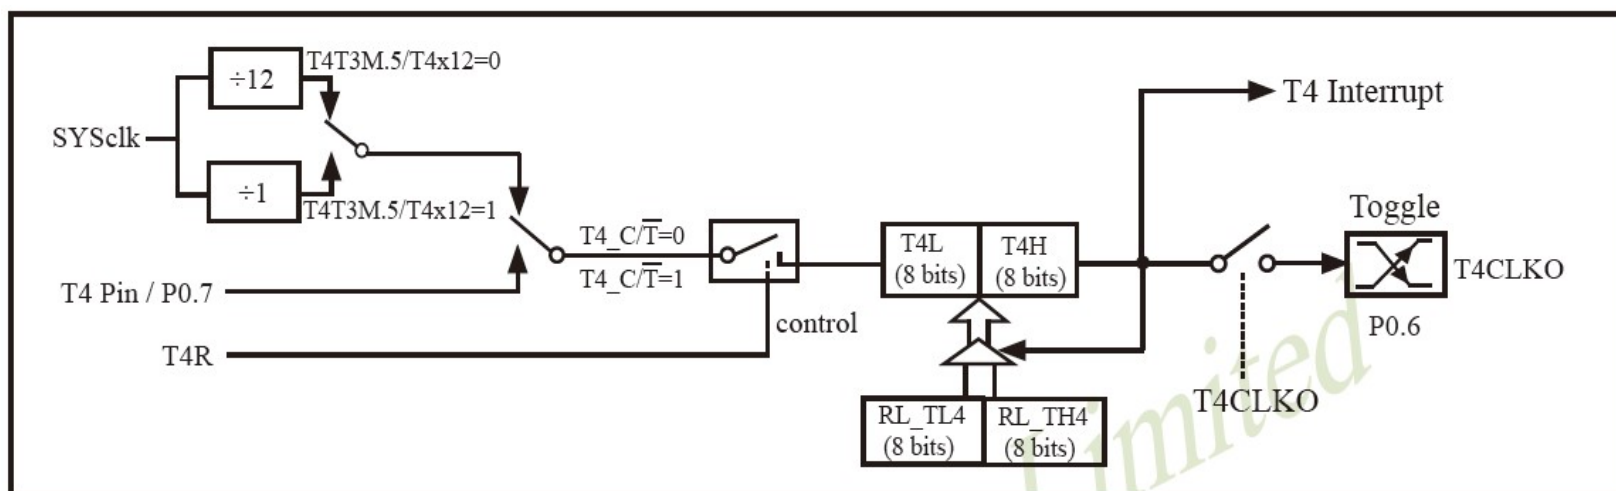 T4T3M.5/T4x12=0
÷12
SYSclk
÷1
T4T3M.5/T4x12=1
T4_C/T̅=0
T4_C/T̅=1
T4 Pin / P0.7
T4R
control
T4L
(8 bits)
T4H
(8 bits)
RL_TL4
(8 bits)
RL_TH4
(8 bits)
T4 Interrupt
Toggle
T4CLKO
P0.6
T4CLKO
Limited